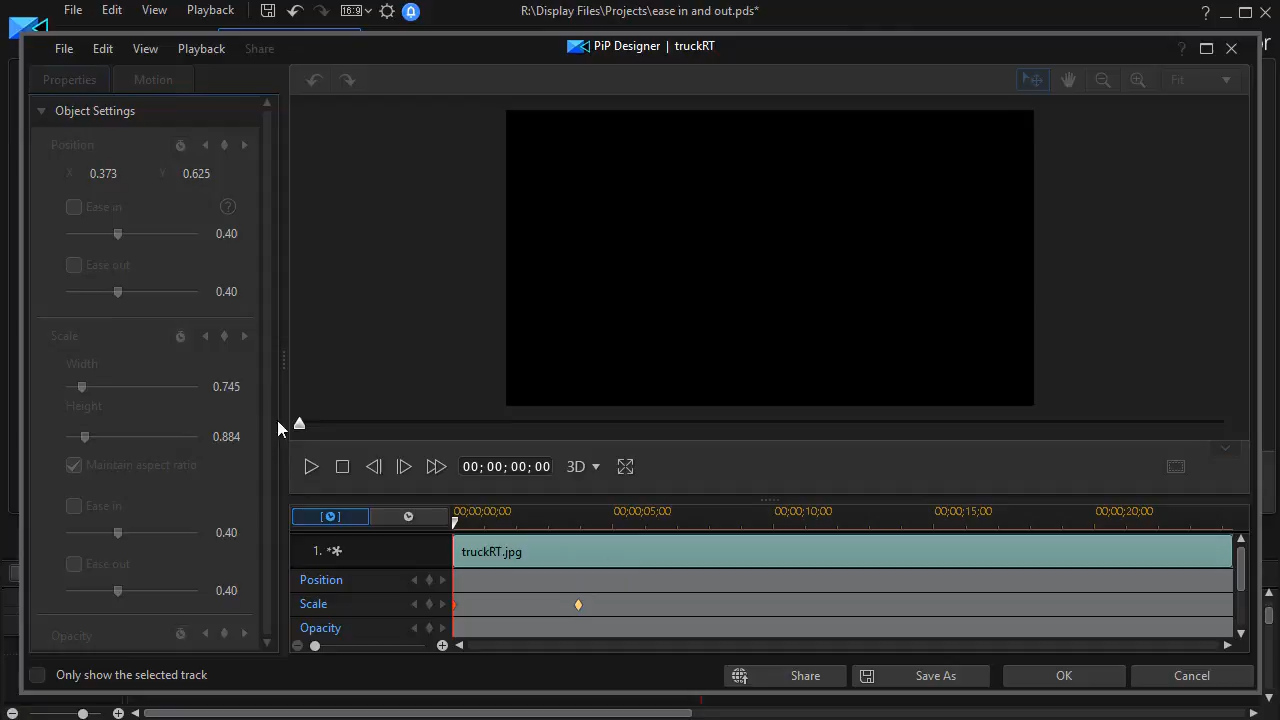 File Edit View Playback 16:9 R:\Display Files\Projects\ease in and out.pds* ?
File Edit View Playback Share PiP Designer | truckRT ?
or
Properties Motion Fit
Object Settings
Position
X 0.373 Y 0.625
Ease in ?
0.40
Ease out
0.40
Scale
Width
0.745
Height
0.884
Maintain aspect ratio
Ease in
0.40
Ease out
0.40
Opacity
00;00;00;00 3D
00;00;00;00 00;00;05;00 00;00;10;00 00;00;15;00 00;00;20;00
1. truckRT.jpg
Position
Scale
Opacity
Only show the selected track Share Save As OK Cancel